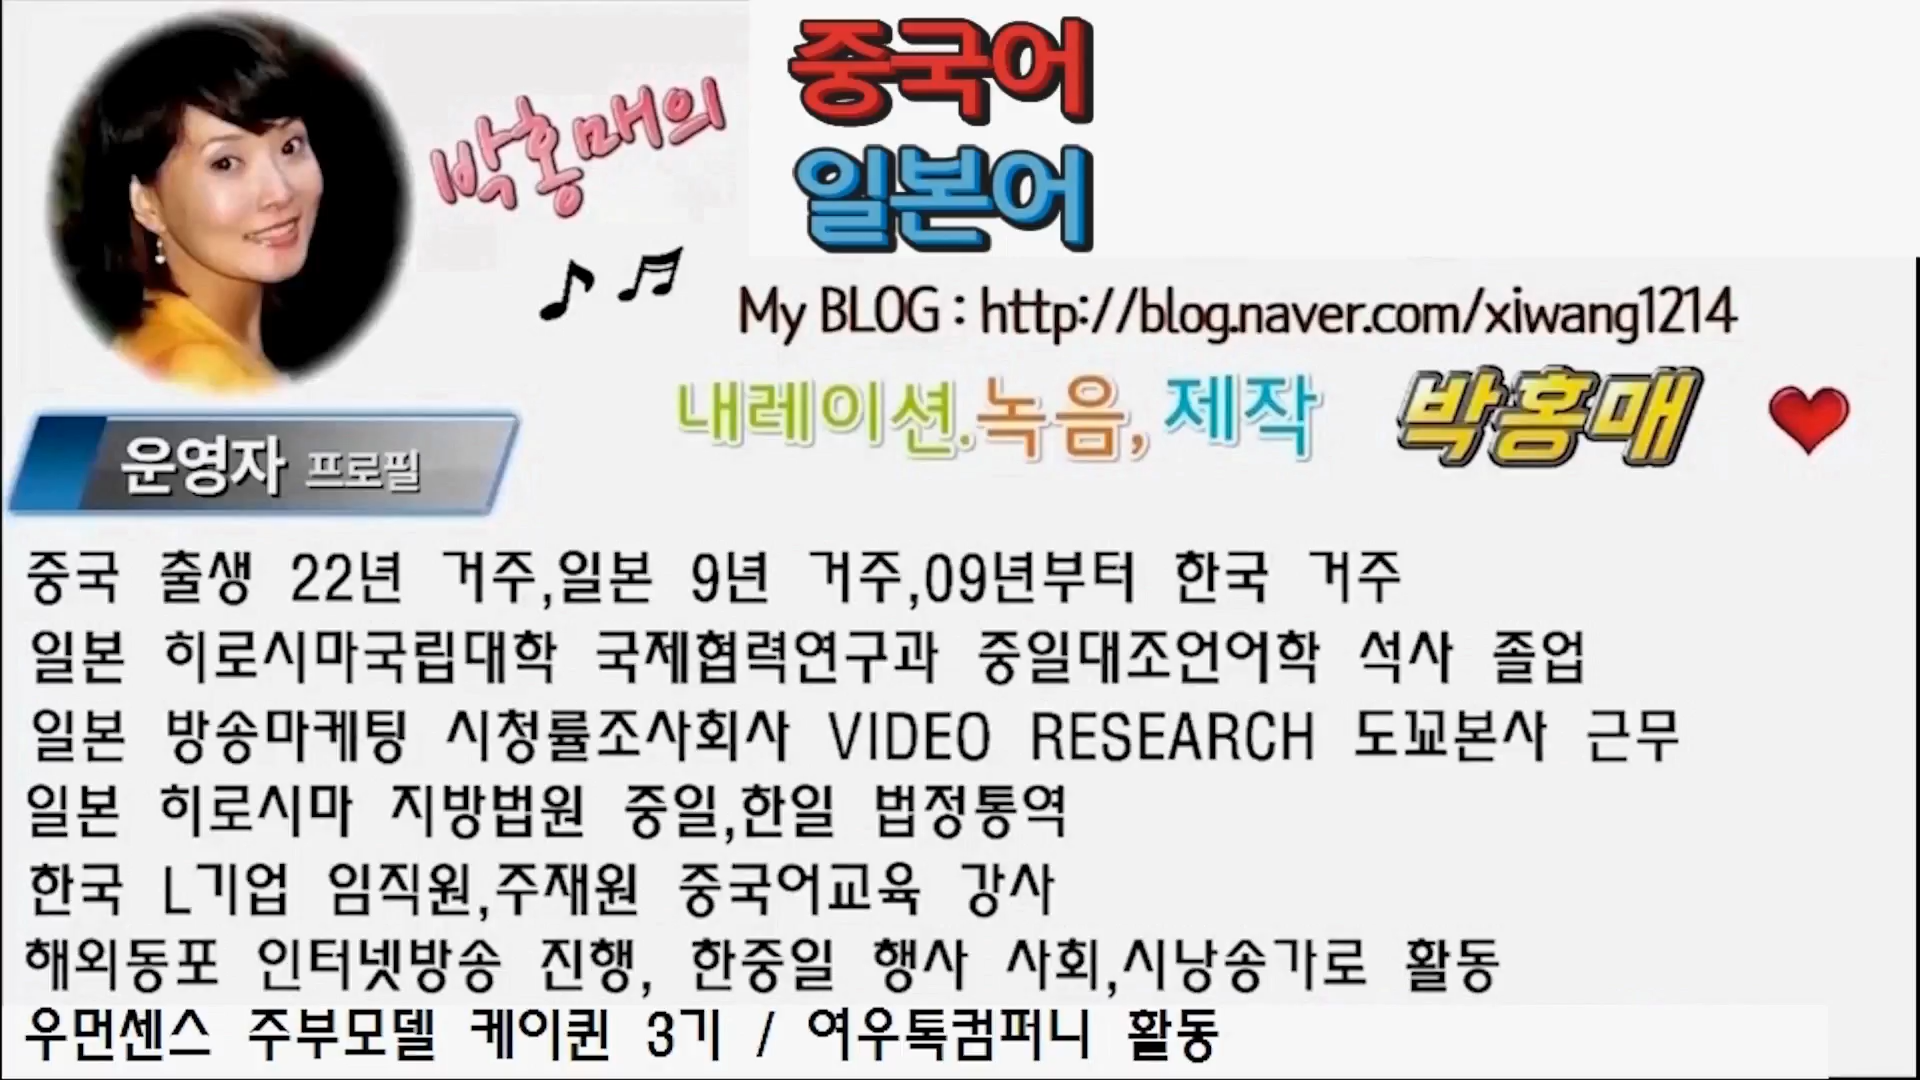 박홍매의
중국어
일본어
My BLOG : http://blog.naver.com/xiwang1214
내레이션.녹음, 제작 박홍매
운영자 프로필
중국 출생 22년 거주,일본 9년 거주,09년부터 한국 거주
일본 히로시마국립대학 국제협력연구과 중일대조언어학 석사 졸업
일본 방송마케팅 시청률조사회사 VIDEO RESEARCH 도꾜본사 근무
일본 히로시마 지방법원 중일,한일 법정통역
한국 L기업 임직원,주재원 중국어교육 강사
해외동포 인터넷방송 진행, 한중일 행사 사회,시낭송가로 활동
우먼센스 주부모델 케이퀸 3기 / 여우톡컴퍼니 활동